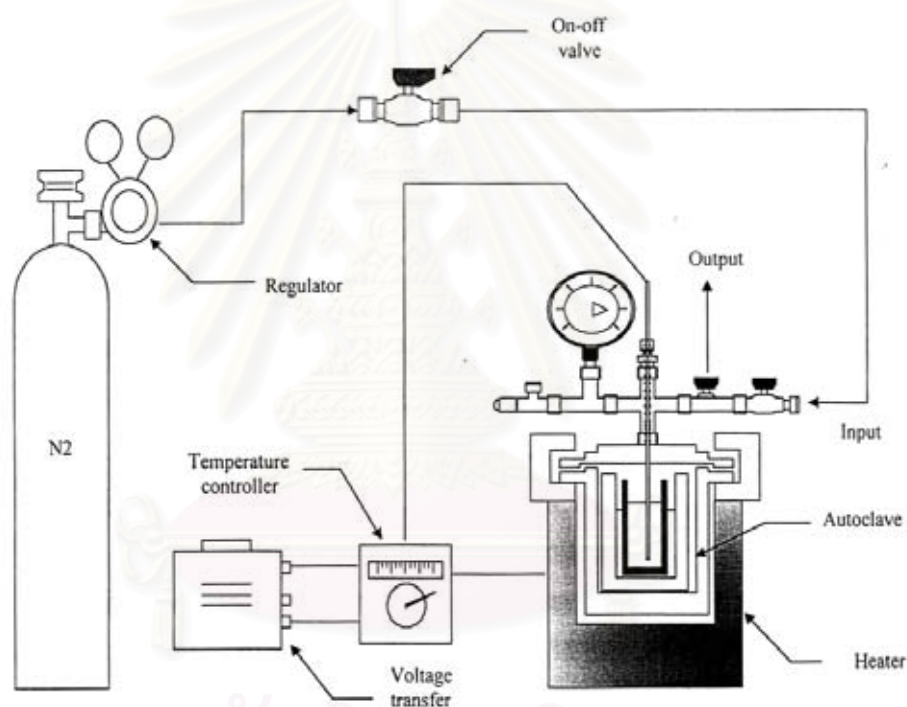 On-off
valve
Regulator
Output
N2
Input
Temperature
controller
Autoclave
Heater
Voltage
transfer